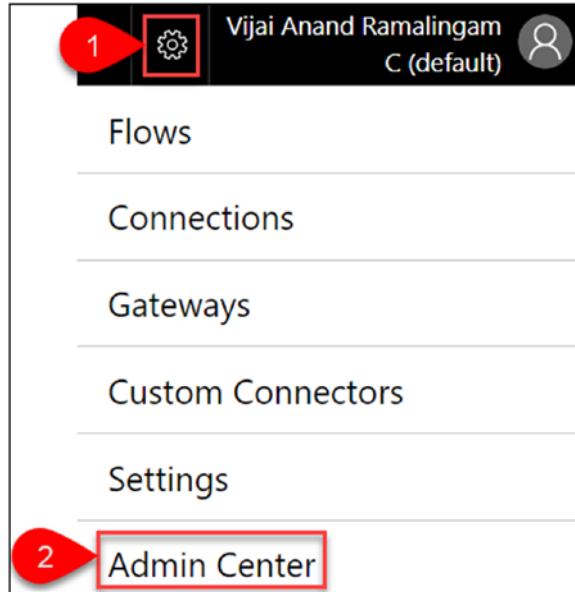 1
Vijai Anand Ramalingam
C (default)
Flows
Connections
Gateways
Custom Connectors
Settings
2
Admin Center